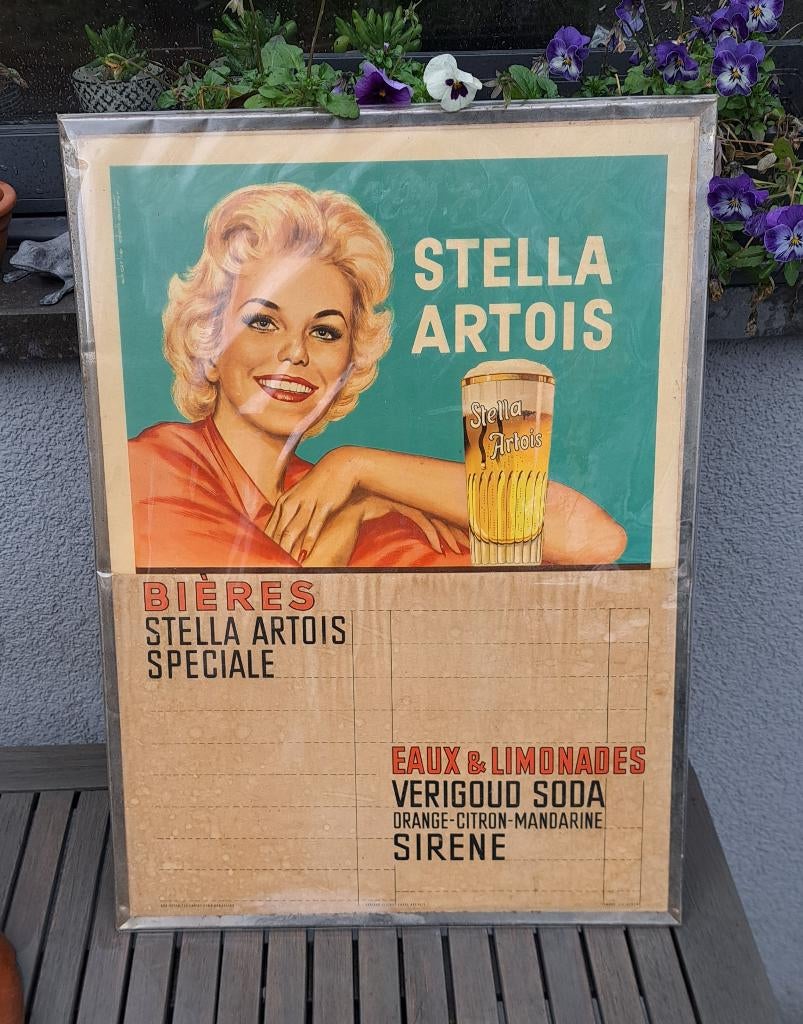 STELLA
ARTOIS
Stella
Artois
BIÈRES
STELLA ARTOIS
SPECIALE
EAUX & LIMONADES
VERIGOUD SODA
ORANGE-CITRON-MANDARINE
SIRENE